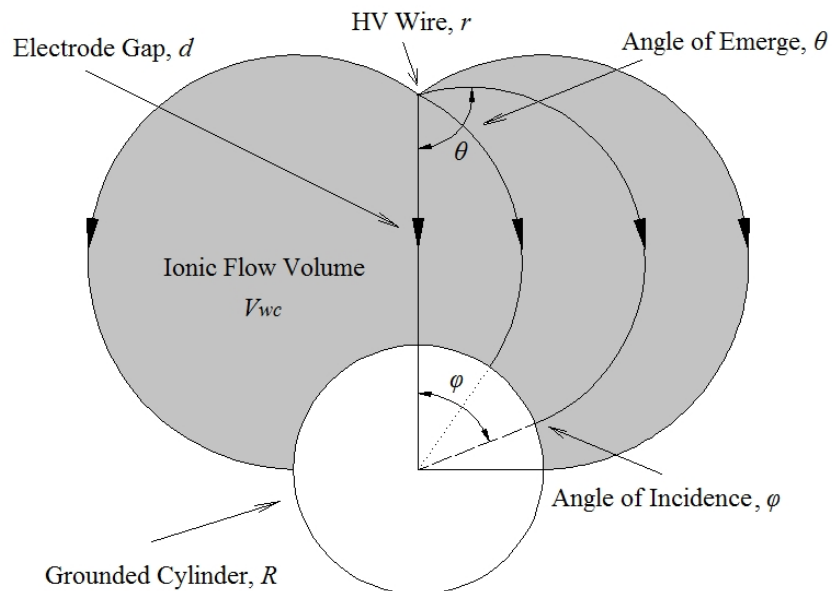 HV Wire, r
Electrode Gap, d
Angle of Emerge, θ
θ
Ionic Flow Volume
Vwc
φ
Angle of Incidence, φ
Grounded Cylinder, R